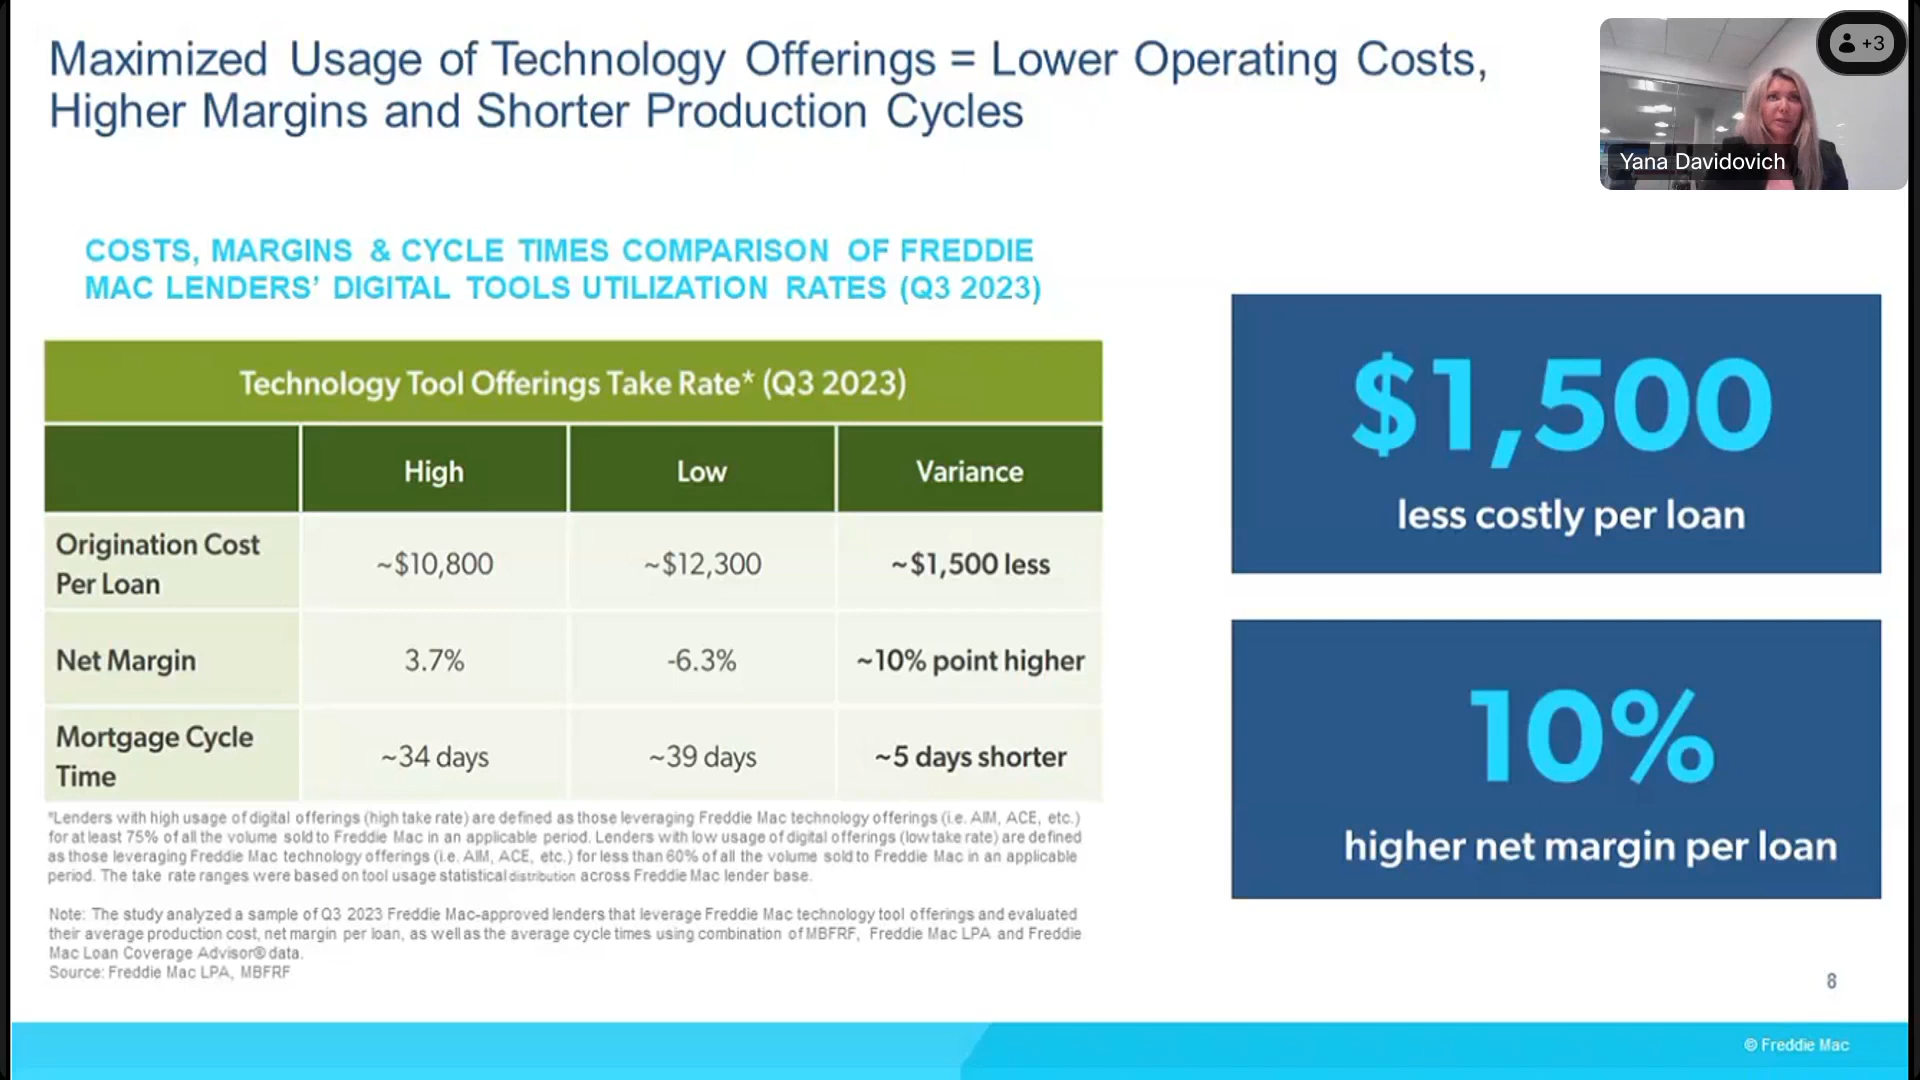 Maximized Usage of Technology Offerings = Lower Operating Costs,
Higher Margins and Shorter Production Cycles
+3
Yana Davidovich
COSTS, MARGINS & CYCLE TIMES COMPARISON OF FREDDIE
MAC LENDERS’ DIGITAL TOOLS UTILIZATION RATES (Q3 2023)
Technology Tool Offerings Take Rate* (Q3 2023)
High Low Variance
Origination Cost
Per Loan
~$10,800 ~$12,300 ~$1,500 less
Net Margin 3.7% -6.3% ~10% point higher
Mortgage Cycle
Time
~34 days ~39 days ~5 days shorter
*Lenders with high usage of digital offerings (high take rate) are defined as those leveraging Freddie Mac technology offerings (i.e. AIM, ACE, etc.)
for at least 75% of all the volume sold to Freddie Mac in an applicable period. Lenders with low usage of digital offerings (low take rate) are defined
as those leveraging Freddie Mac technology offerings (i.e. AIM, ACE, etc.) for less than 60% of all the volume sold to Freddie Mac in an applicable
period. The take rate ranges were based on tool usage statistical distribution across Freddie Mac lender base.
Note: The study analyzed a sample of Q3 2023 Freddie Mac-approved lenders that leverage Freddie Mac technology tool offerings and evaluated
their average production cost, net margin per loan, as well as the average cycle times using combination of MBFRF, Freddie Mac LPA and Freddie
Mac Loan Coverage Advisor® data.
Source: Freddie Mac LPA, MBFRF
$1,500
less costly per loan
10%
higher net margin per loan
8
© Freddie Mac